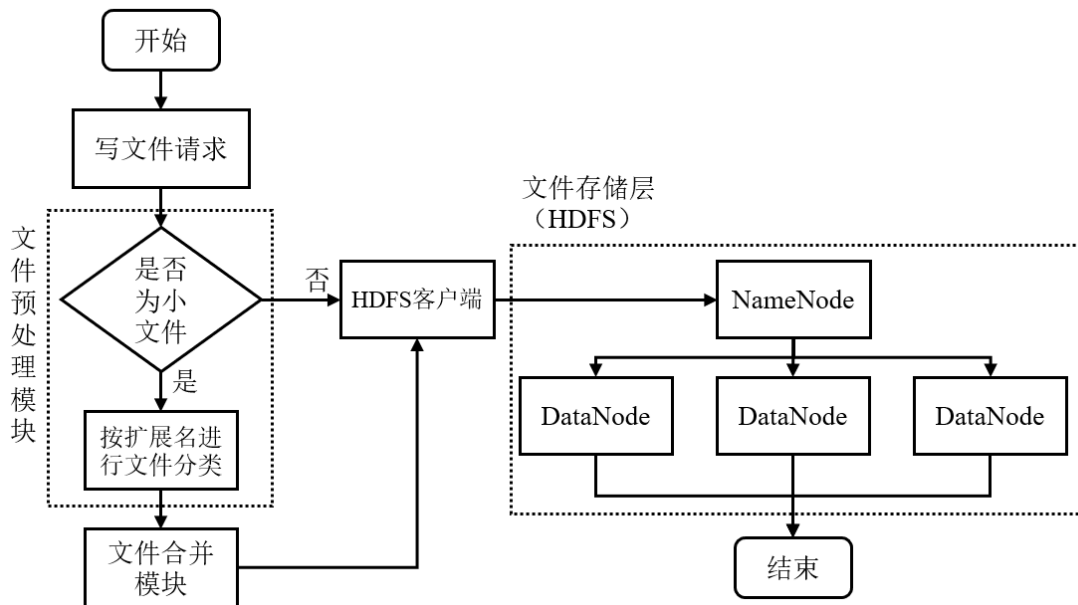 开始
写文件请求
文件预处理模块
是否
为小
文件
否
是
按扩展名进
行文件分类
文件合并
模块
HDFS客户端
文件存储层
（HDFS）
NameNode
DataNode
DataNode
DataNode
结束